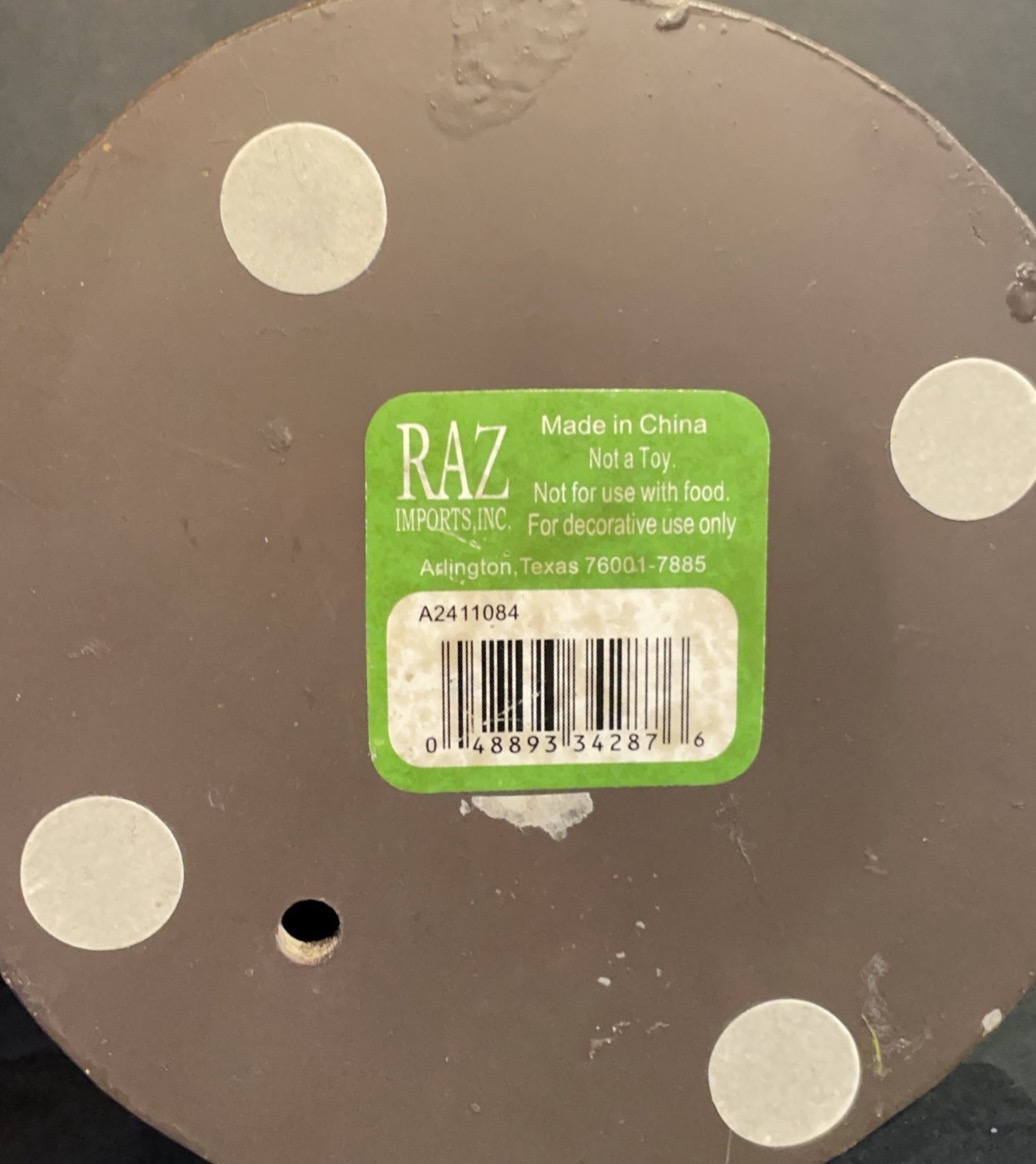 RAZ
IMPORTS,INC.
Made in China
Not a Toy.
Not for use with food.
For decorative use only
Arlington,Texas 76001-7885
A2411084
0 48893 34287 6